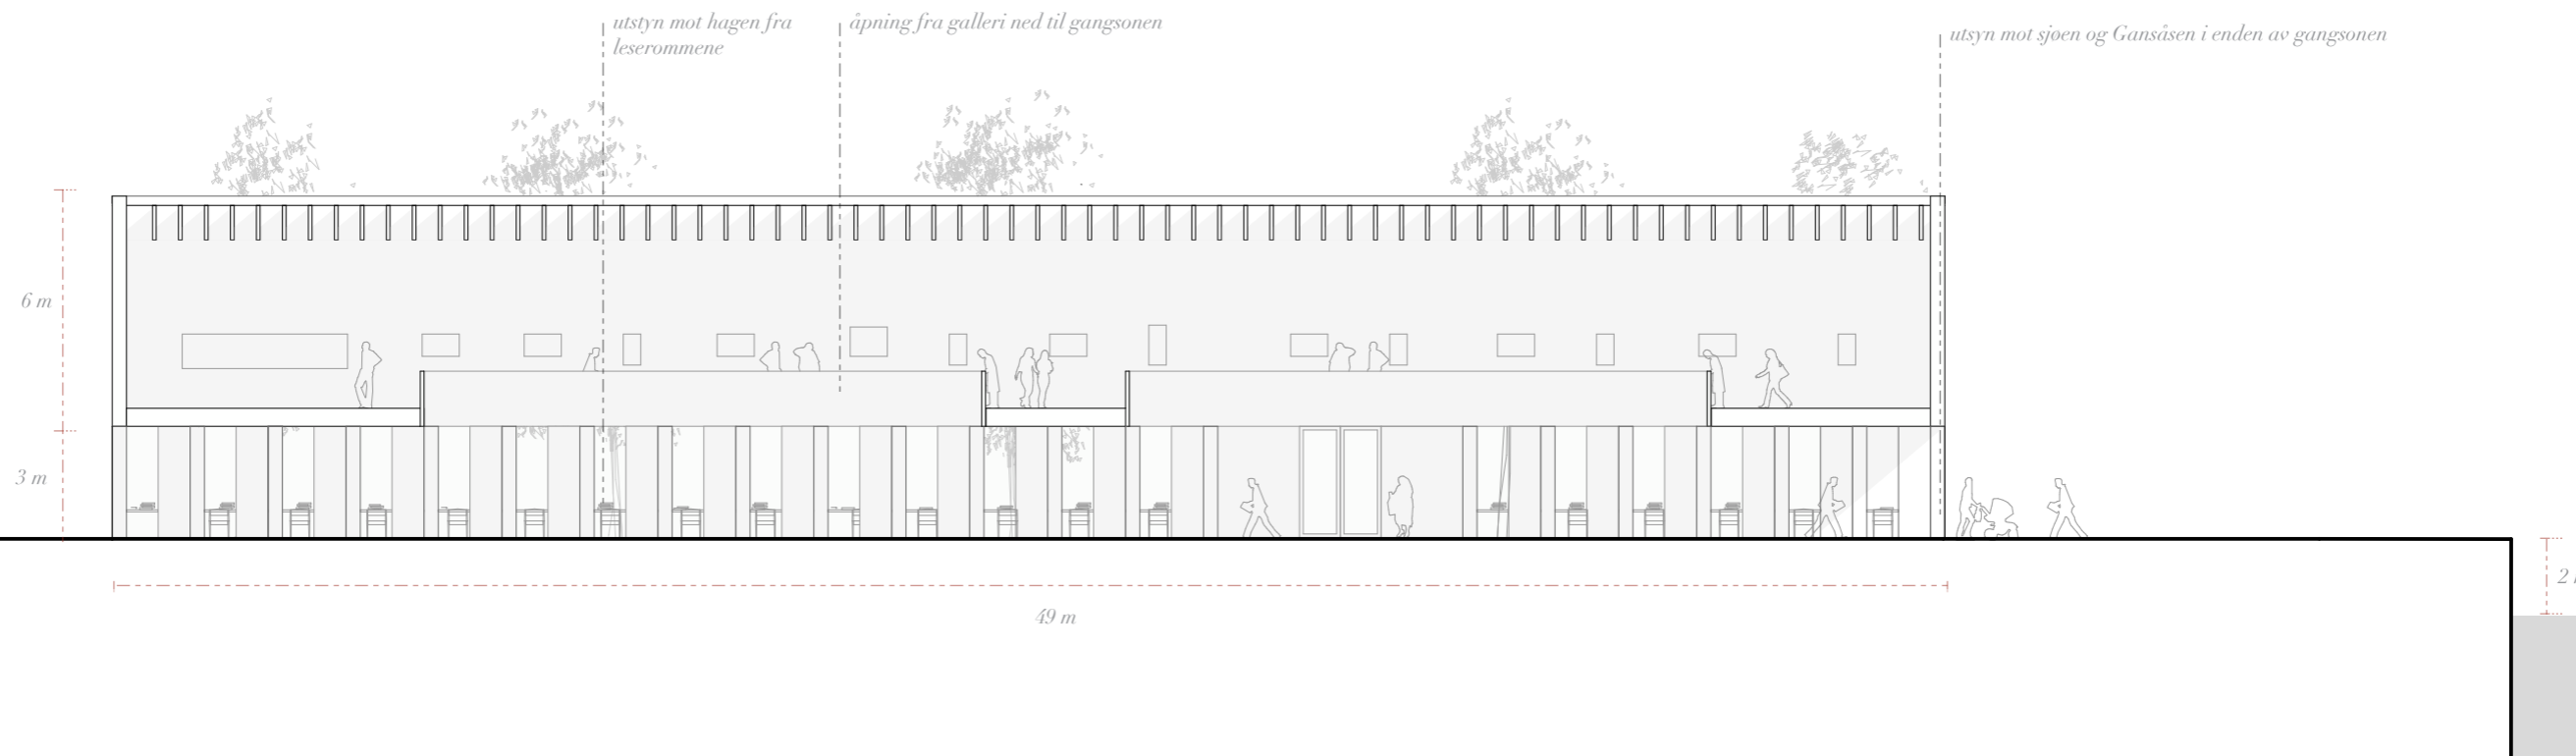 utstyn mot hagen fra
leserommene
åpning fra galleri ned til gangsonen
utsyn mot sjøen og Gansåsen i enden av gangsonen
6 m
3 m
49 m
2